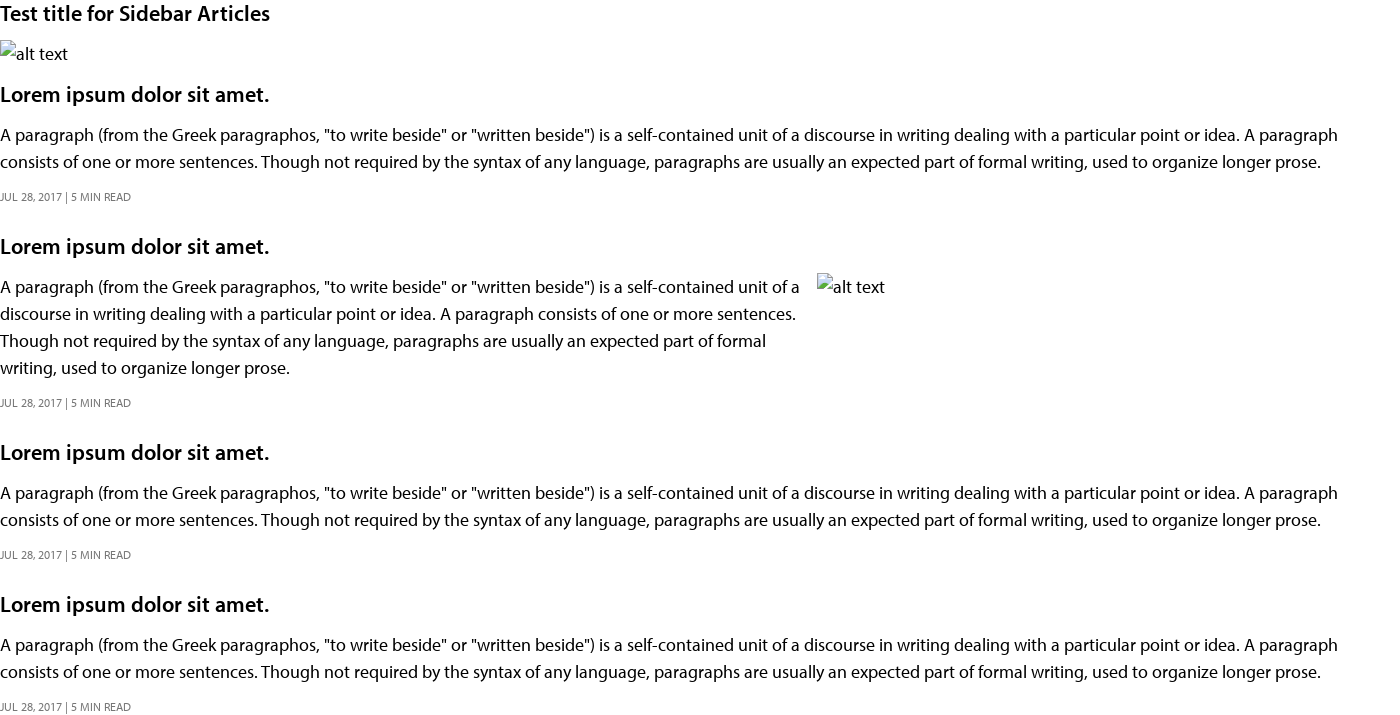 Test title for Sidebar Articles
alt text
Lorem ipsum dolor sit amet.
A paragraph (from the Greek paragraphos, "to write beside" or "written beside") is a self-contained unit of a discourse in writing dealing with a particular point or idea. A paragraph
consists of one or more sentences. Though not required by the syntax of any language, paragraphs are usually an expected part of formal writing, used to organize longer prose.
JUL 28, 2017 | 5 MIN READ
Lorem ipsum dolor sit amet.
A paragraph (from the Greek paragraphos, "to write beside" or "written beside") is a self-contained unit of a
discourse in writing dealing with a particular point or idea. A paragraph consists of one or more sentences.
Though not required by the syntax of any language, paragraphs are usually an expected part of formal
writing, used to organize longer prose.
alt text
JUL 28, 2017 | 5 MIN READ
Lorem ipsum dolor sit amet.
A paragraph (from the Greek paragraphos, "to write beside" or "written beside") is a self-contained unit of a discourse in writing dealing with a particular point or idea. A paragraph
consists of one or more sentences. Though not required by the syntax of any language, paragraphs are usually an expected part of formal writing, used to organize longer prose.
JUL 28, 2017 | 5 MIN READ
Lorem ipsum dolor sit amet.
A paragraph (from the Greek paragraphos, "to write beside" or "written beside") is a self-contained unit of a discourse in writing dealing with a particular point or idea. A paragraph
consists of one or more sentences. Though not required by the syntax of any language, paragraphs are usually an expected part of formal writing, used to organize longer prose.
JUL 28, 2017 | 5 MIN READ